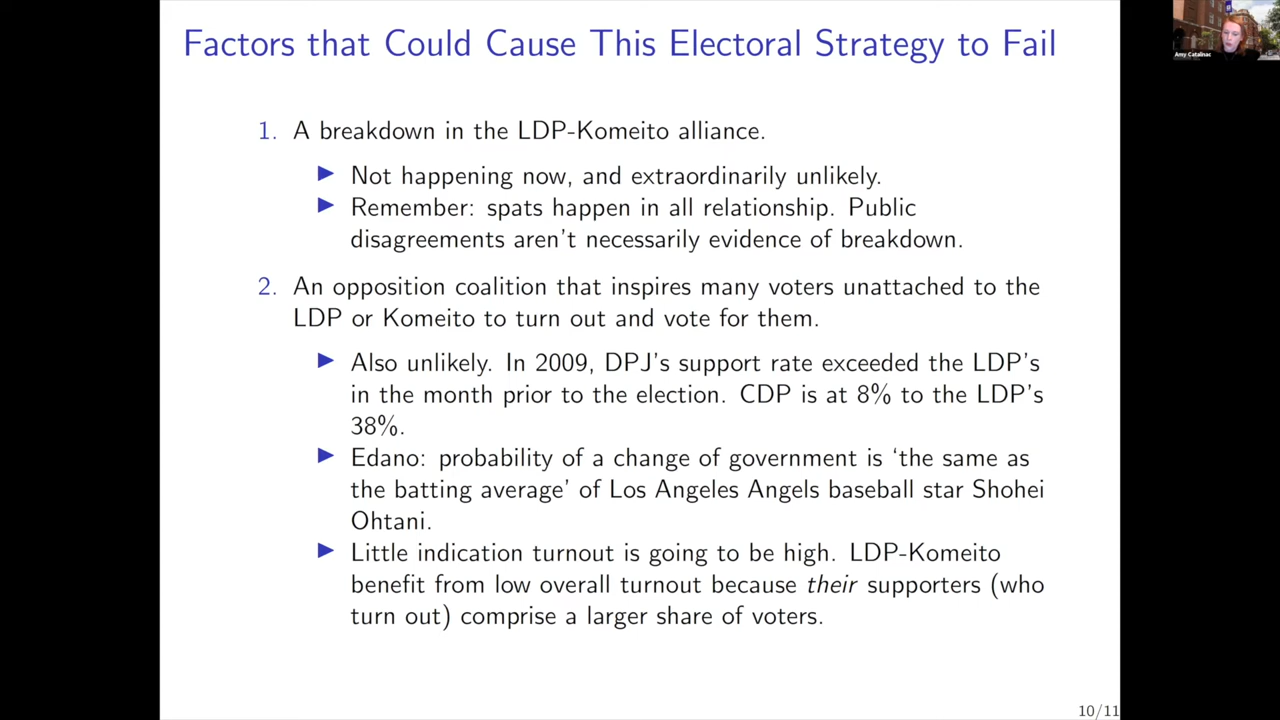 Factors that Could Cause This Electoral Strategy to Fail
Amy Catalinac
1. A breakdown in the LDP-Komeito alliance.
▶ Not happening now, and extraordinarily unlikely.
▶ Remember: spats happen in all relationship. Public
disagreements aren't necessarily evidence of breakdown.
2. An opposition coalition that inspires many voters unattached to the
LDP or Komeito to turn out and vote for them.
▶ Also unlikely. In 2009, DPJ's support rate exceeded the LDP's
in the month prior to the election. CDP is at 8% to the LDP's
38%.
▶ Edano: probability of a change of government is ‘the same as
the batting average’ of Los Angeles Angels baseball star Shohei
Ohtani.
▶ Little indication turnout is going to be high. LDP-Komeito
benefit from low overall turnout because their supporters (who
turn out) comprise a larger share of voters.
10/11